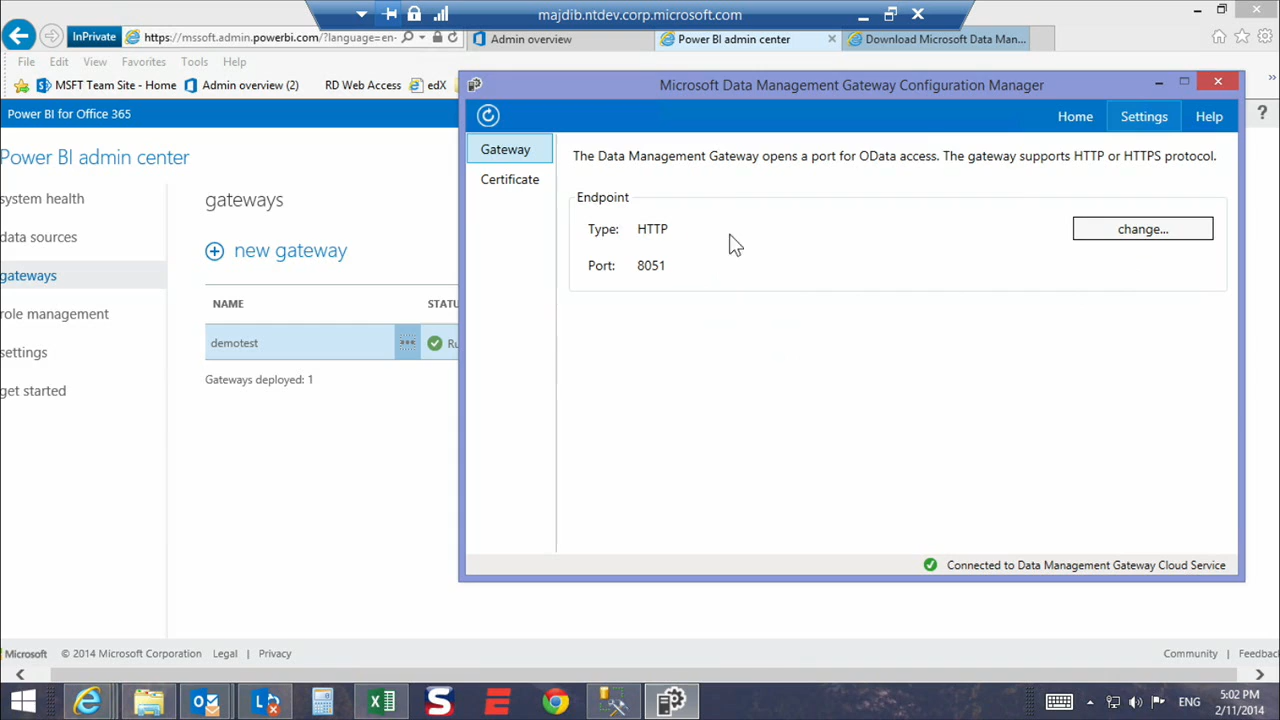 majdib.ntdev.corp.microsoft.com
InPrivate
https://mssoft.admin.powerbi.com/?language=en-
Admin overview
Power BI admin center
Download Microsoft Data Man...
File Edit View Favorites Tools Help
MSFT Team Site - Home
Admin overview (2)
RD Web Access
edX
Power BI for Office 365
Microsoft Data Management Gateway Configuration Manager
Home Settings Help
Power BI admin center
system health
data sources
gateways
role management
settings
get started
gateways
new gateway
NAME STATU
demotest Ru
Gateways deployed: 1
Gateway
Certificate
The Data Management Gateway opens a port for OData access. The gateway supports HTTP or HTTPS protocol.
Endpoint
Type: HTTP
change...
Port: 8051
Connected to Data Management Gateway Cloud Service
Microsoft © 2014 Microsoft Corporation Legal Privacy
Community Feedbac
ENG
5:02 PM
2/11/2014